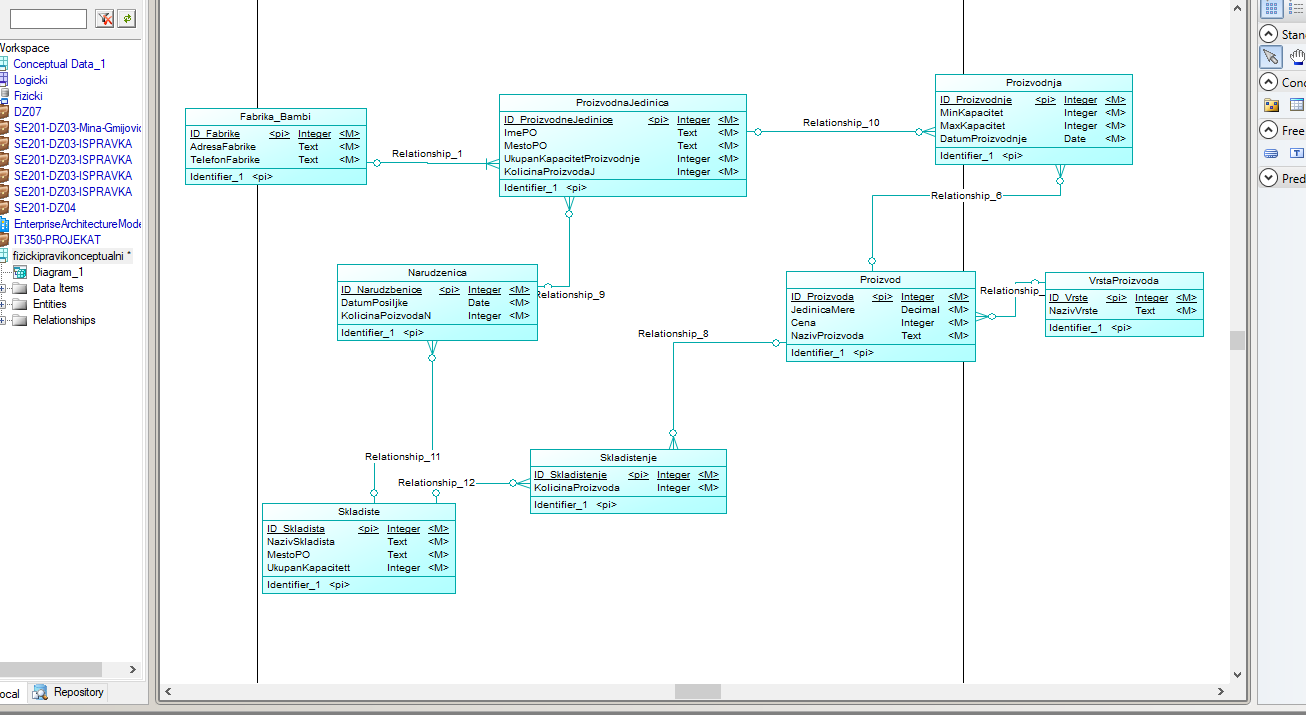 Workspace
Conceptual Data_1
Logicki
Fizicki
DZ07
SE201-DZ03-Mina-Gmijovic
SE201-DZ03-ISPRAVKA
SE201-DZ03-ISPRAVKA
SE201-DZ03-ISPRAVKA
SE201-DZ03-ISPRAVKA
SE201-DZ04
EnterpriseArchitectureMode
IT350-PROJEKAT
fizickipravikonceptualni *
Diagram_1
Data Items
Entities
Relationships
ocal
Repository
Fabrika_Bambi
ID_Fabrike <pi> Integer <M>
AdresaFabrike Text <M>
TelefonFabrike Text <M>
Identifier_1 <pi>
Relationship_1
ProizvodnaJedinica
ID_ProizvodneJedinice <pi> Integer <M>
ImePO Text <M>
MestoPO Text <M>
UkupanKapacitetProizvodnje Integer <M>
KolicinaProizvodaJ Integer <M>
Identifier_1 <pi>
Relationship_10
Proizvodnja
ID_Proizvodnje <pi> Integer <M>
MinKapacitet Integer <M>
MaxKapacitet Integer <M>
DatumProizvodnje Date <M>
Identifier_1 <pi>
Relationship_6
Narudzenica
ID_Narudzbenice <pi> Integer <M>
DatumPosiljke Date <M>
KolicinaPoizvodaN Integer <M>
Identifier_1 <pi>
Relationship_9
Proizvod
ID_Proizvoda <pi> Integer <M>
JedinicaMere Decimal <M>
Cena Integer <M>
NazivProizvoda Text <M>
Identifier_1 <pi>
Relationship_
VrstaProizvoda
ID_Vrste <pi> Integer <M>
NazivVrste Text <M>
Identifier_1 <pi>
Relationship_8
Relationship_11
Relationship_12
Skladistenje
ID_Skladistenje <pi> Integer <M>
KolicinaProizvoda Integer <M>
Identifier_1 <pi>
Skladiste
ID_Skladista <pi> Integer <M>
NazivSkladista Text <M>
MestoPO Text <M>
UkupanKapacitett Integer <M>
Identifier_1 <pi>
Stan
Conc
Free
Pred